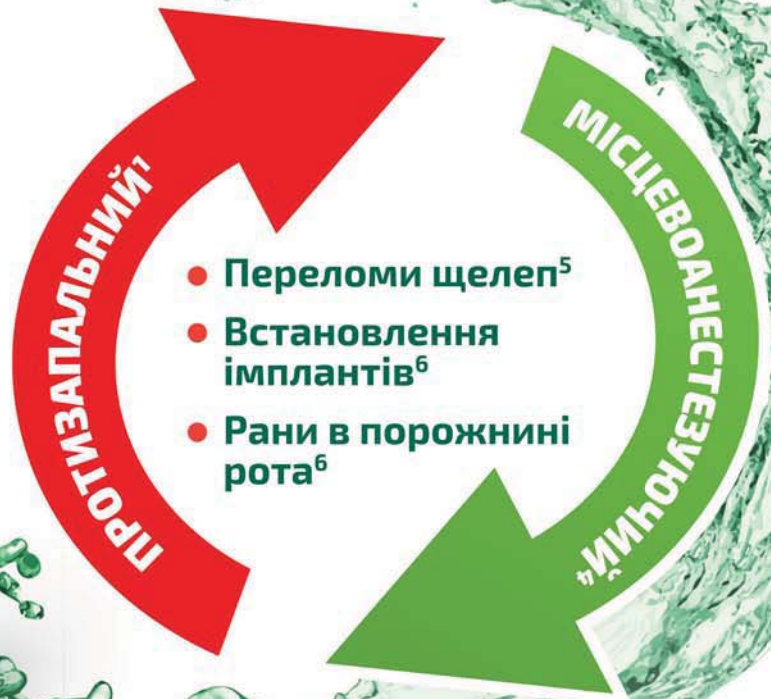 ПРОТИЗАПАЛЬНИЙ¹
МІСЦЕВОАНЕСТЕЗУЮЧИЙ⁴
• Переломи щелеп⁵
• Встановлення
імплантів⁶
• Рани в порожнині
рота⁶